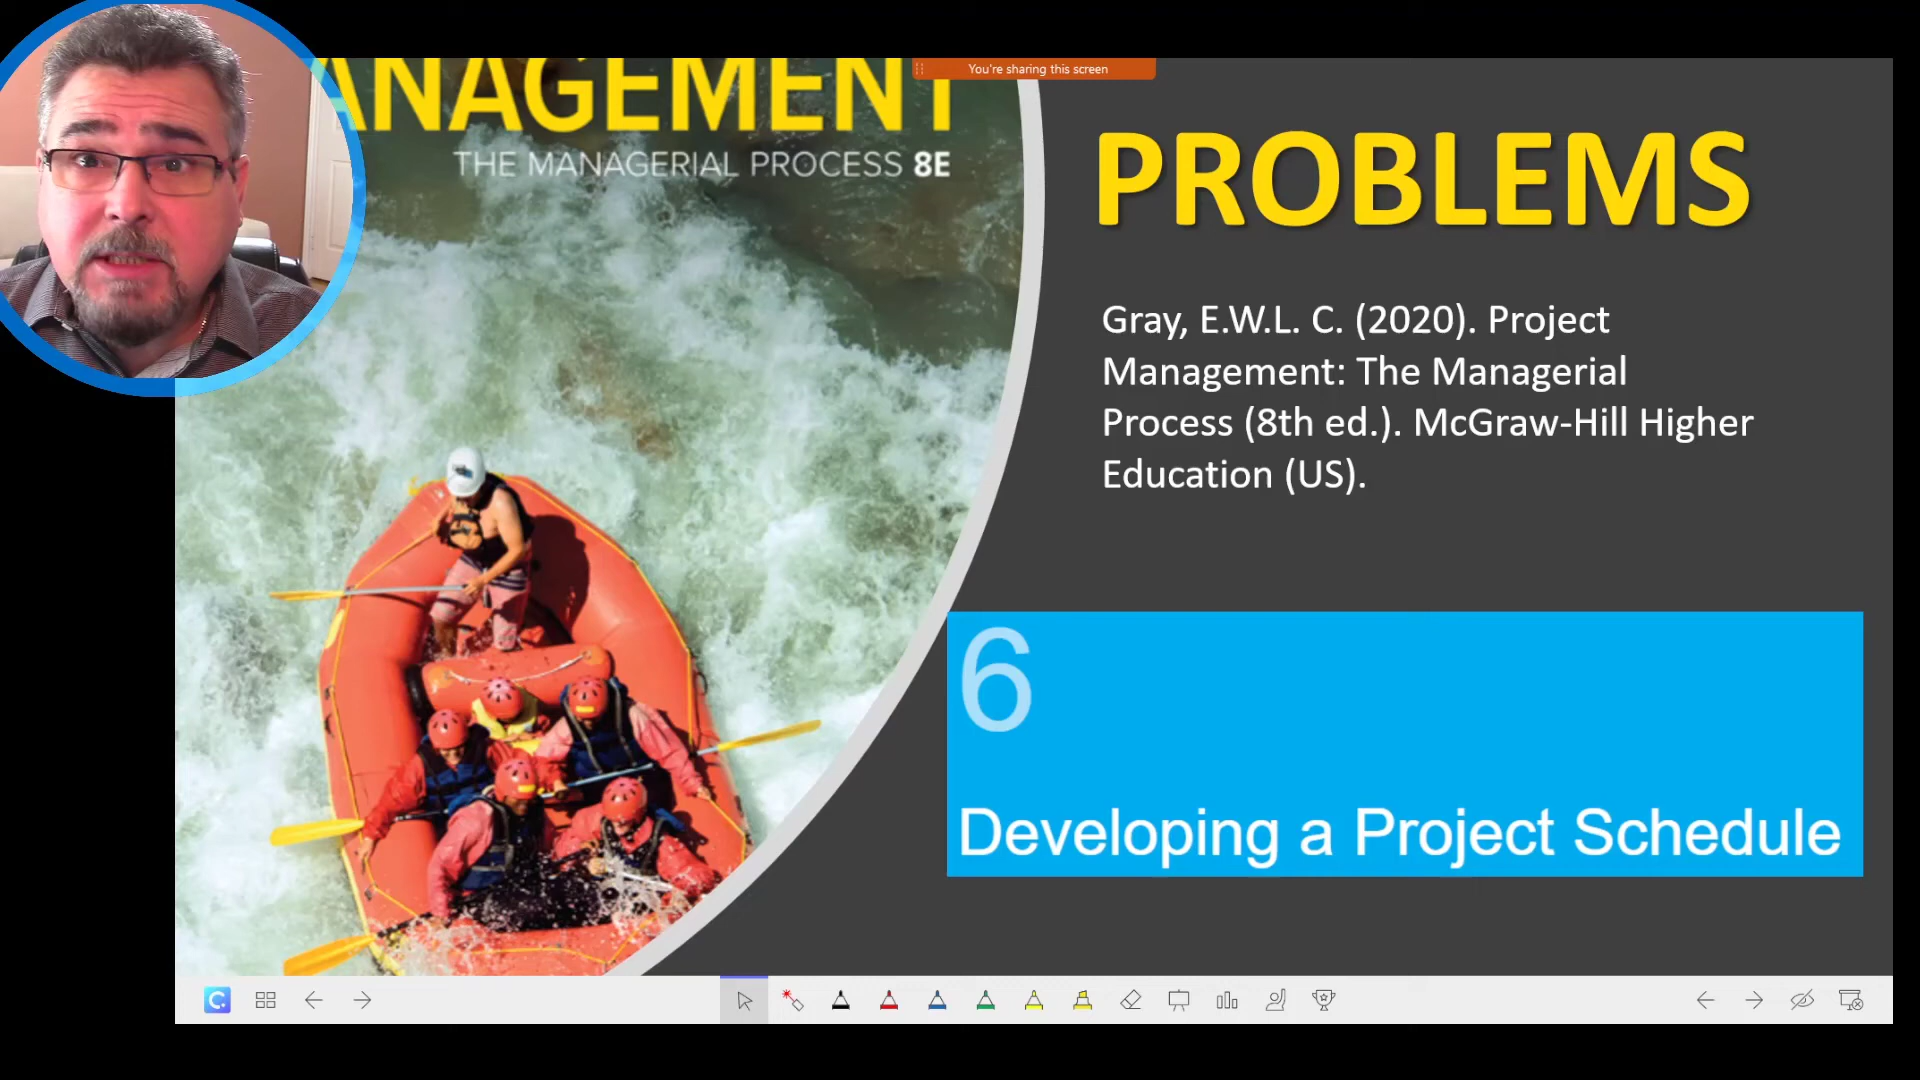 ANAGEMENT
THE MANAGERIAL PROCESS 8E
You're sharing this screen
PROBLEMS
Gray, E.W.L. C. (2020). Project
Management: The Managerial
Process (8th ed.). McGraw-Hill Higher
Education (US).
6
Developing a Project Schedule